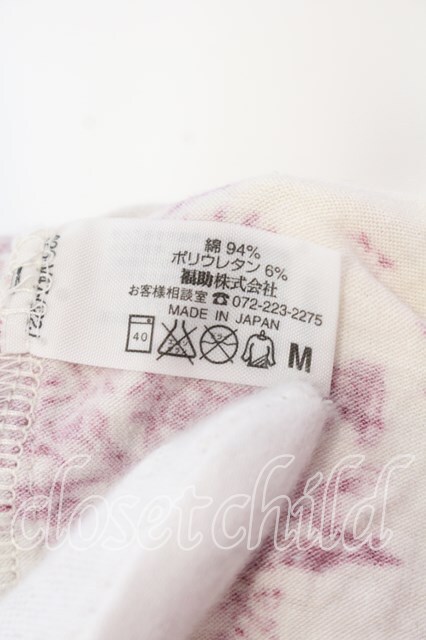 綿 94%
ポリウレタン 6%
福助株式会社
お客様相談室☎072-223-2275
MADE IN JAPAN
40 M
closet child